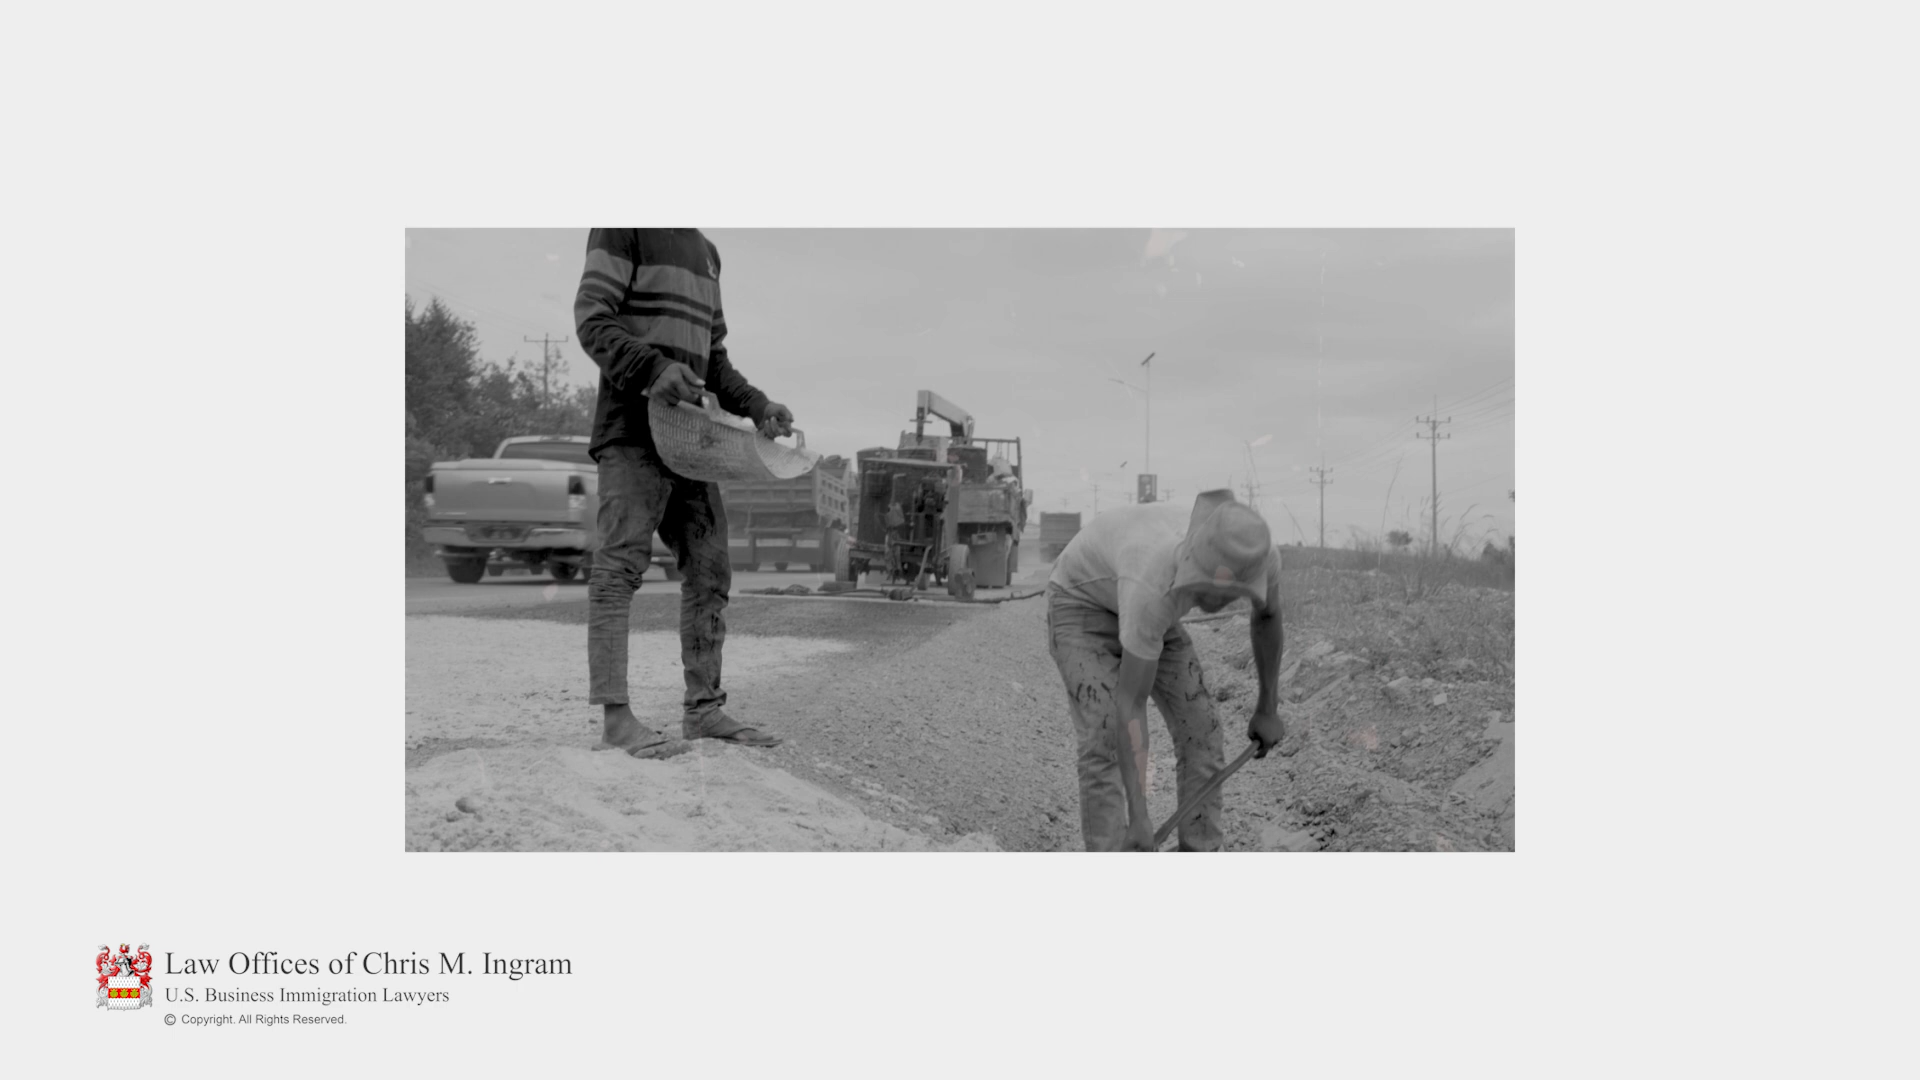 Law Offices of Chris M. Ingram
U.S. Business Immigration Lawyers
© Copyright. All Rights Reserved.